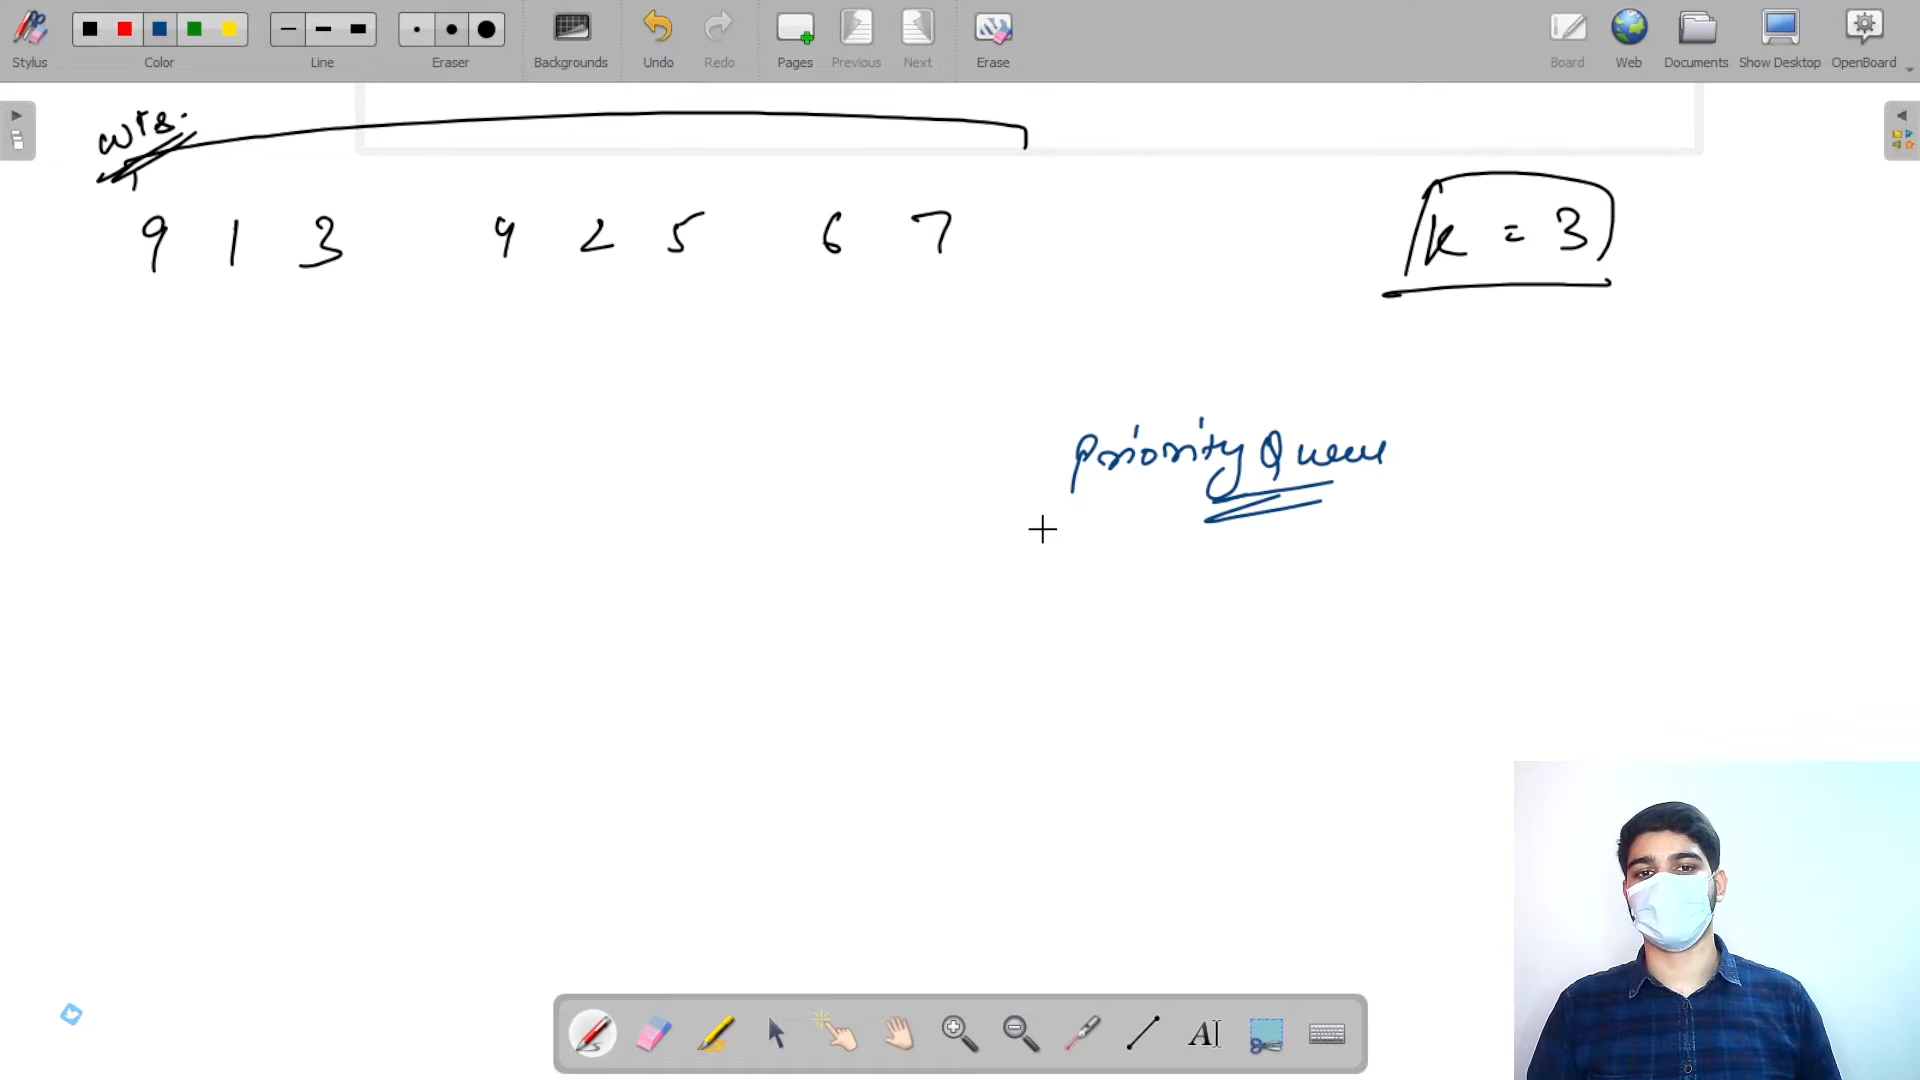 Stylus Color Line Eraser Backgrounds Undo Redo Pages Previous Next Erase Board Web Documents Show Desktop OpenBoard
9 1 3 4 2 5 6 7
k = 3
Priority Queue
AI